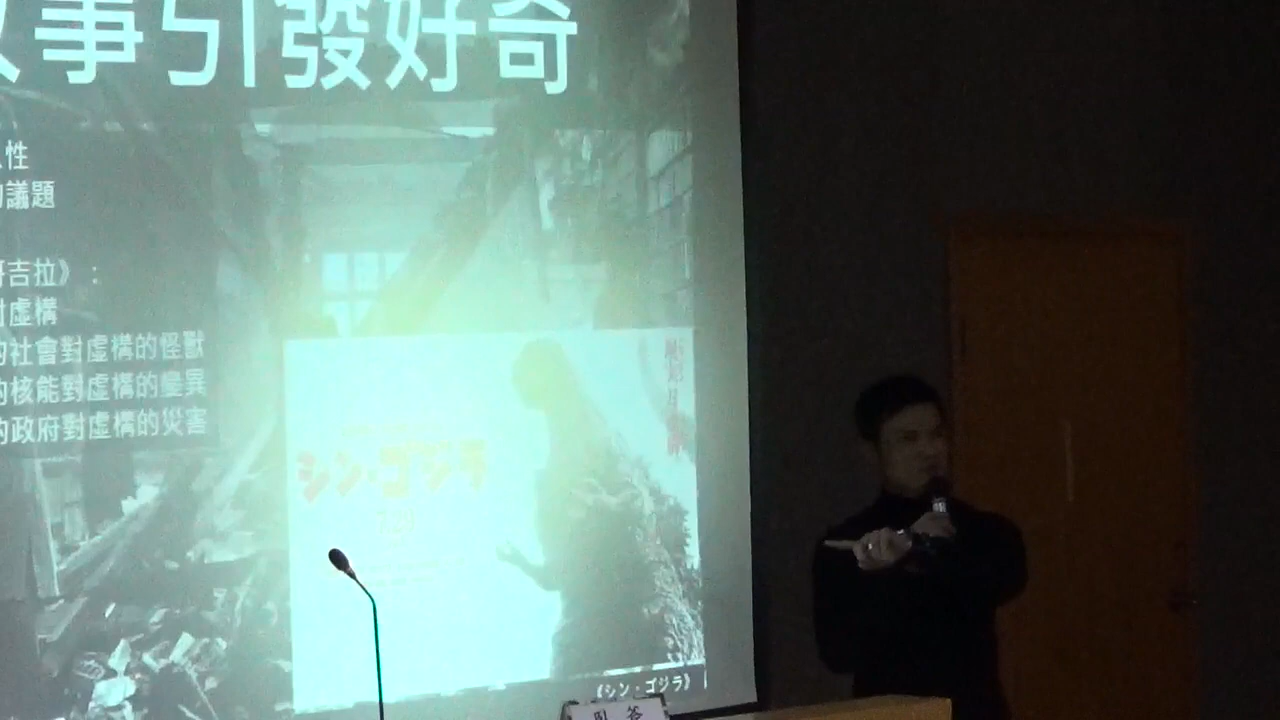 事引發好奇
性
議題
吉拉》：
對虛構
的社會對虛構的怪獸
的核能對虛構的變異
的政府對虛構的災害
シン・ゴジラ
《シン・ゴジラ》